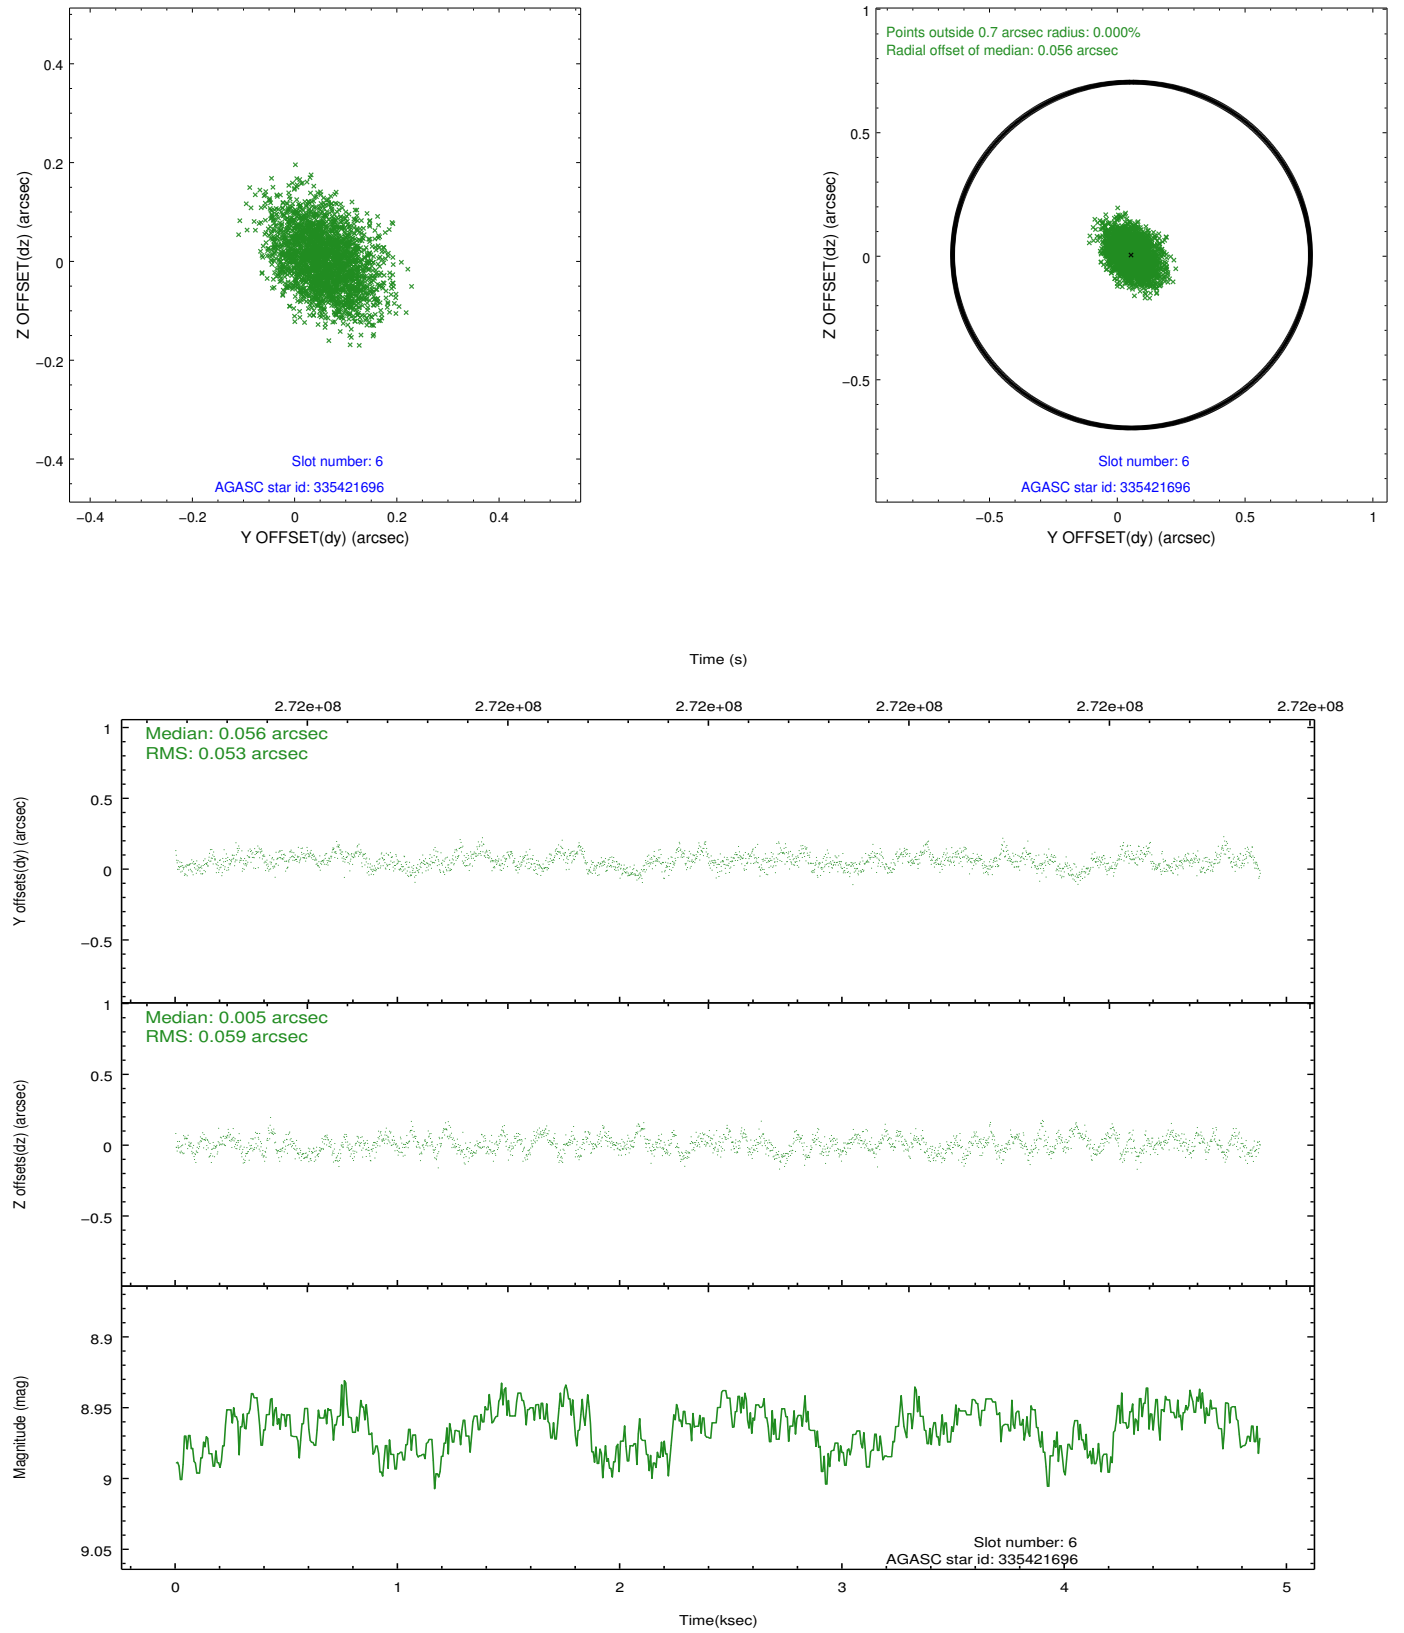 0.4
0.2
0
−0.2
−0.4
Z OFFSET(dz) (arcsec)
Slot number: 6
AGASC star id: 335421696
−0.4 −0.2 0 0.2 0.4
Y OFFSET(dy) (arcsec)
1
0.5
0
−0.5
Z OFFSET(dz) (arcsec)
Points outside 0.7 arcsec radius: 0.000%
Radial offset of median: 0.056 arcsec
Slot number: 6
AGASC star id: 335421696
−0.5 0 0.5 1
Y OFFSET(dy) (arcsec)
Time (s)
2.72e+08 2.72e+08 2.72e+08 2.72e+08 2.72e+08 2.72e+08
Median: 0.056 arcsec
RMS: 0.053 arcsec
1
0.5
0
−0.5
Y offsets(dy) (arcsec)
Median: 0.005 arcsec
RMS: 0.059 arcsec
1
0.5
0
−0.5
Z offsets(dz) (arcsec)
8.9
8.95
9
9.05
Magnitude (mag)
Slot number: 6
AGASC star id: 335421696
0 1 2 3 4 5
Time(ksec)